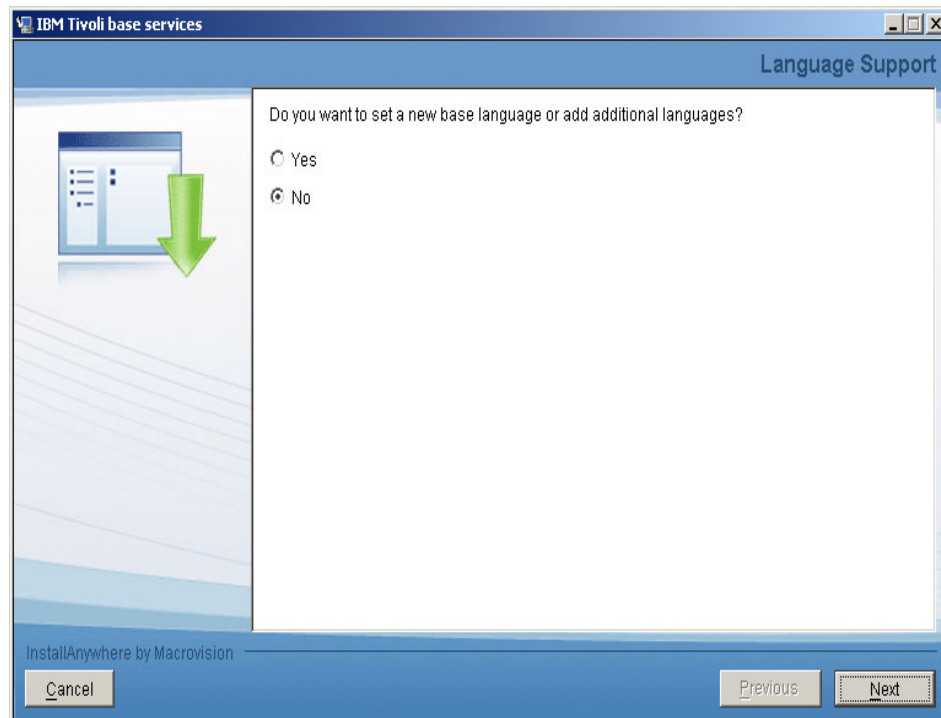 IBM Tivoli base services
Language Support
Do you want to set a new base language or add additional languages?
Yes
No
InstallAnywhere by Macrovision
Cancel
Previous
Next